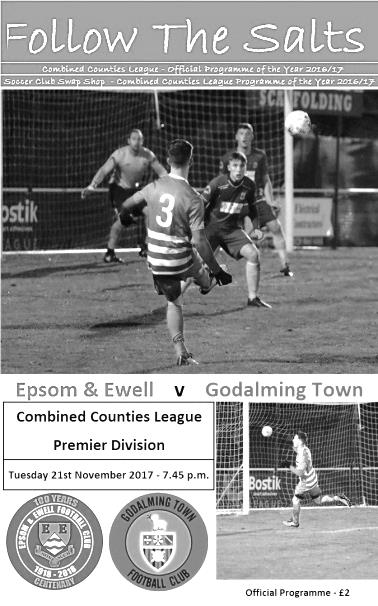 Follow The Salts
Combined Counties League - Official Programme of the Year 2016/17
Soccer Club Swap Shop - Combined Counties League Programme of the Year 2016/17
SCAFFOLDING
3
Bostik
LEAGUE
Electrical
Epsom & Ewell v Godalming Town
Combined Counties League
Premier Division
Tuesday 21st November 2017 - 7.45 p.m.
Bostik
100 YEARS
EPSOM & EWELL FOOTBALL CLUB
1918 - 2018
CENTENARY
GODALMING TOWN
FOOTBALL CLUB
Official Programme - £2